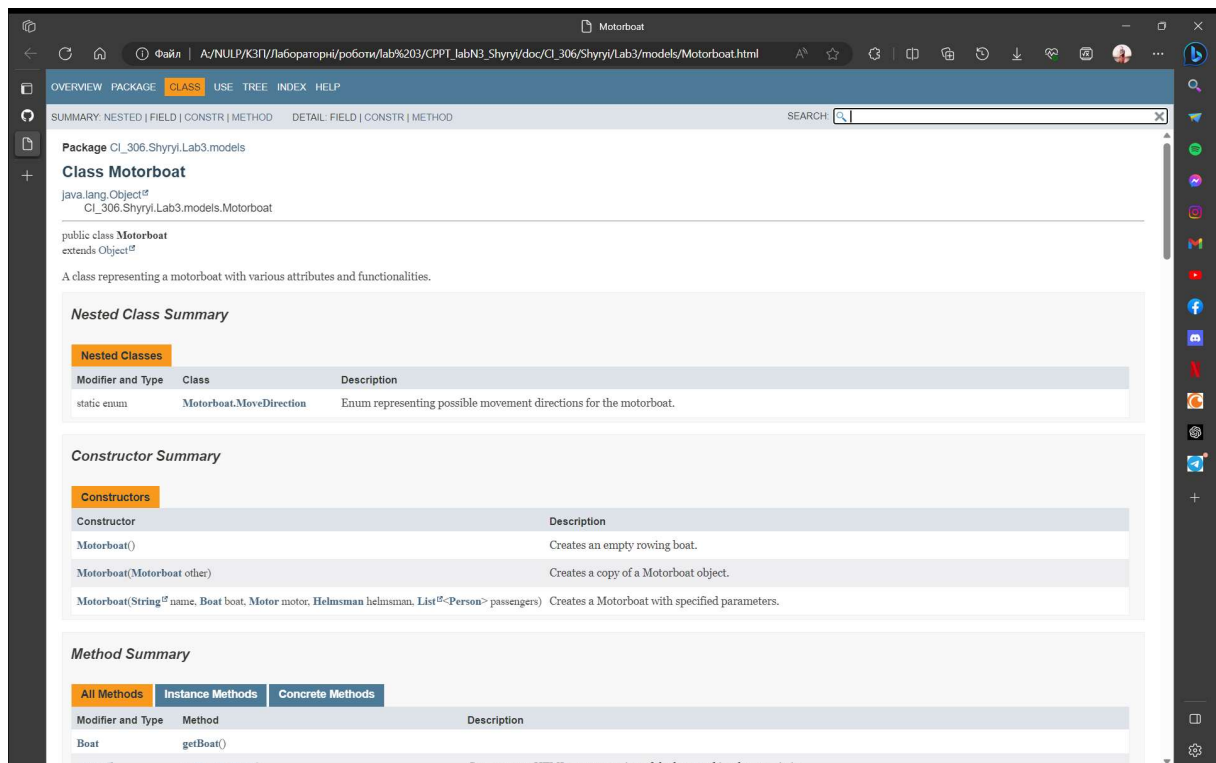 Motorboat
Файл | A:/NULP/КЗП/Лабораторні/роботи/lab%203/CPPT_labN3_Shyryi/doc/CI_306/Shyryi/Lab3/models/Motorboat.html
OVERVIEW PACKAGE CLASS USE TREE INDEX HELP
SUMMARY: NESTED | FIELD | CONSTR | METHOD DETAIL: FIELD | CONSTR | METHOD SEARCH:
Package CI_306.Shyryi.Lab3.models
Class Motorboat
java.lang.Object
CI_306.Shyryi.Lab3.models.Motorboat
public class Motorboat
extends Object
A class representing a motorboat with various attributes and functionalities.
Nested Class Summary
Nested Classes
Modifier and Type Class Description
static enum Motorboat.MoveDirection Enum representing possible movement directions for the motorboat.
Constructor Summary
Constructors
Constructor Description
Motorboat() Creates an empty rowing boat.
Motorboat(Motorboat other) Creates a copy of a Motorboat object.
Motorboat(String name, Boat boat, Motor motor, Helmsman helmsman, List<Person> passengers) Creates a Motorboat with specified parameters.
Method Summary
All Methods Instance Methods Concrete Methods
Modifier and Type Method Description
Boat getBoat()